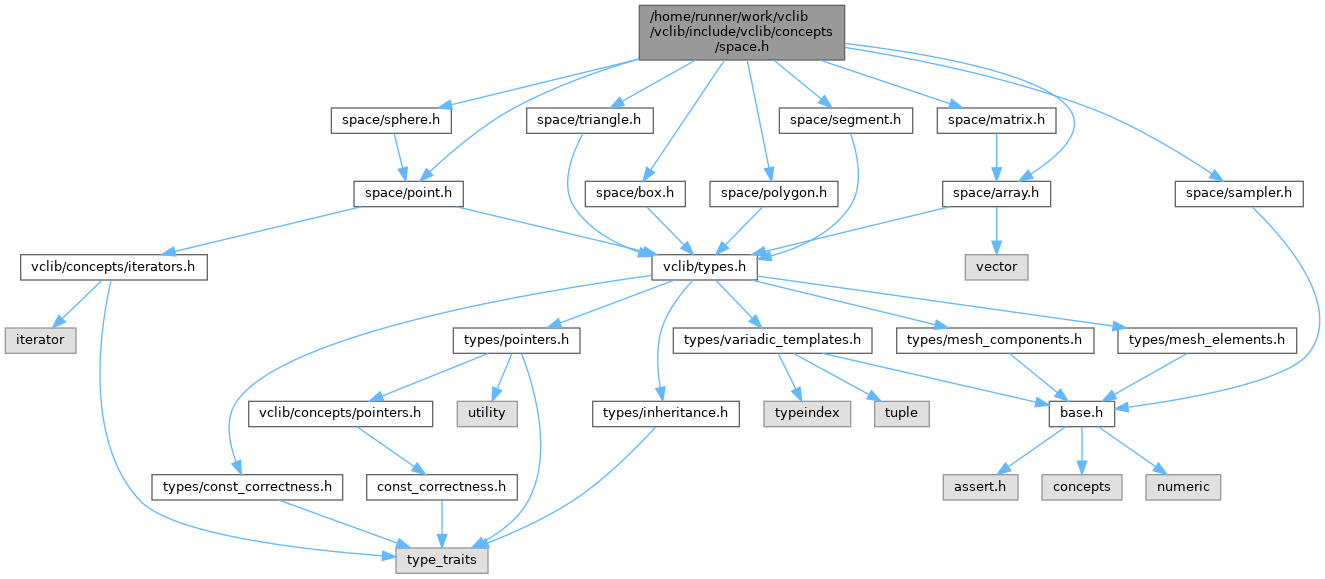 /home/runner/work/vclib
/vclib/include/vclib/concepts
/space.h
space/sphere.h
space/triangle.h
space/segment.h
space/matrix.h
space/point.h
space/box.h
space/polygon.h
space/array.h
space/sampler.h
vclib/concepts/iterators.h
vclib/types.h
vector
iterator
types/pointers.h
types/variadic_templates.h
types/mesh_components.h
types/mesh_elements.h
vclib/concepts/pointers.h
utility
types/inheritance.h
typeindex
tuple
base.h
types/const_correctness.h
const_correctness.h
assert.h
concepts
numeric
type_traits